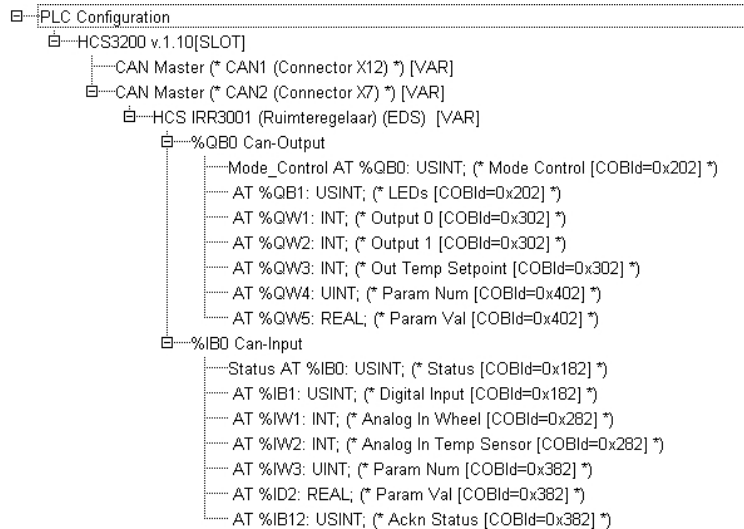 PLC Configuration
HCS3200 v.1.10[SLOT]
CAN Master (* CAN1 (Connector X12) *) [VAR]
CAN Master (* CAN2 (Connector X7) *) [VAR]
HCS IRR3001 (Ruimteregelaar) (EDS)  [VAR]
%QB0 Can-Output
Mode_Control AT %QB0: USINT; (* Mode Control [COBId=0x202] *)
AT %QB1: USINT; (* LEDs [COBId=0x202] *)
AT %QW1: INT; (* Output 0 [COBId=0x302] *)
AT %QW2: INT; (* Output 1 [COBId=0x302] *)
AT %QW3: INT; (* Out Temp Setpoint [COBId=0x302] *)
AT %QW4: UINT; (* Param Num [COBId=0x402] *)
AT %QW5: REAL; (* Param Val [COBId=0x402] *)
%IB0 Can-Input
Status AT %IB0: USINT; (* Status [COBId=0x182] *)
AT %IB1: USINT; (* Digital Input [COBId=0x182] *)
AT %IW1: INT; (* Analog In Wheel [COBId=0x282] *)
AT %IW2: INT; (* Analog In Temp Sensor [COBId=0x282] *)
AT %IW3: UINT; (* Param Num [COBId=0x382] *)
AT %ID2: REAL; (* Param Val [COBId=0x382] *)
AT %IB12: USINT; (* Ackn Status [COBId=0x382] *)